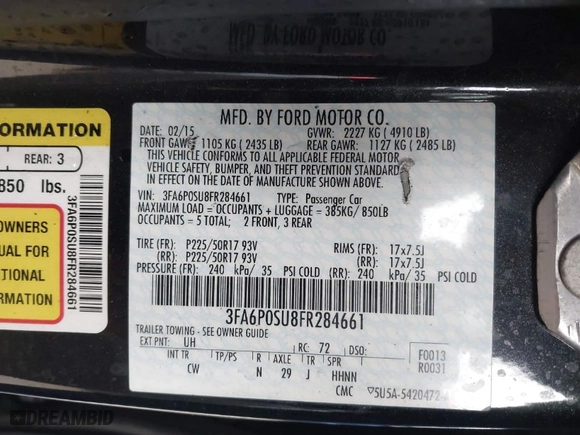 MFD. BY FORD MOTOR CO.
ORMATION
REAR: 3
850 lbs.
OWNERS
UAL FOR
TIONAL
MATION
3FA6P0SU8FR284661
MFD. BY FORD MOTOR CO.
DATE: 02/15 GVWR: 2227 KG ( 4910 LB)
FRONT GAWR: 1105 KG ( 2435 LB) REAR GAWR: 1127 KG ( 2485 LB)
THIS VEHICLE CONFORMS TO ALL APPLICABLE FEDERAL MOTOR
VEHICLE SAFETY, BUMPER, AND THEFT PREVENTION STANDARDS
IN EFFECT ON THE DATE OF MANUFACTURE SHOWN ABOVE.
VIN: 3FA6P0SU8FR284661 TYPE: Passenger Car
MAXIMUM LOAD = OCCUPANTS + LUGGAGE = 385KG/ 850LB
OCCUPANTS = 5 TOTAL; 2 FRONT, 3 REAR
TIRE (FR): P225/50R17 93V RIMS (FR): 17x7.5J
(RR): P225/50R17 93V (RR): 17x7.5J
PRESSURE (FR): 240 kPa/ 35 PSI COLD (RR): 240 kPa/ 35 PSI COLD
3FA6P0SU8FR284661
TRAILER TOWING - SEE OWNER GUIDE
EXT PNT: UH RC: 72 DSO: F0013
R0031
INT TR TP/PS R AXLE TR SPR
CW N 29 J HHNN
CMC ▽5U5A-5420472
DREAMBID